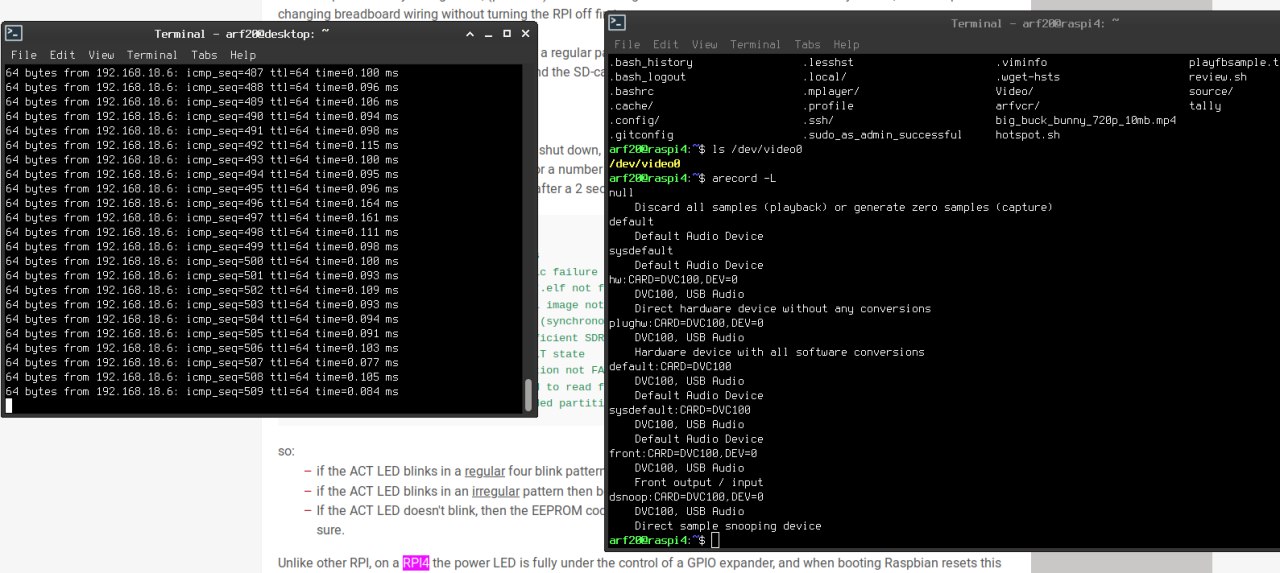 changing breadboard wiring without turning the RPI off fir
Terminal - arf20@desktop: ~
File Edit View Terminal Tabs Help
64 bytes from 192.168.18.6: icmp_seq=487 ttl=64 time=0.100 ms
64 bytes from 192.168.18.6: icmp_seq=488 ttl=64 time=0.096 ms
64 bytes from 192.168.18.6: icmp_seq=489 ttl=64 time=0.106 ms
64 bytes from 192.168.18.6: icmp_seq=490 ttl=64 time=0.094 ms
64 bytes from 192.168.18.6: icmp_seq=491 ttl=64 time=0.098 ms
64 bytes from 192.168.18.6: icmp_seq=492 ttl=64 time=0.115 ms
64 bytes from 192.168.18.6: icmp_seq=493 ttl=64 time=0.100 ms
64 bytes from 192.168.18.6: icmp_seq=494 ttl=64 time=0.095 ms
64 bytes from 192.168.18.6: icmp_seq=495 ttl=64 time=0.096 ms
64 bytes from 192.168.18.6: icmp_seq=496 ttl=64 time=0.164 ms
64 bytes from 192.168.18.6: icmp_seq=497 ttl=64 time=0.161 ms
64 bytes from 192.168.18.6: icmp_seq=498 ttl=64 time=0.111 ms
64 bytes from 192.168.18.6: icmp_seq=499 ttl=64 time=0.098 ms
64 bytes from 192.168.18.6: icmp_seq=500 ttl=64 time=0.100 ms
64 bytes from 192.168.18.6: icmp_seq=501 ttl=64 time=0.093 ms
64 bytes from 192.168.18.6: icmp_seq=502 ttl=64 time=0.109 ms
64 bytes from 192.168.18.6: icmp_seq=503 ttl=64 time=0.093 ms
64 bytes from 192.168.18.6: icmp_seq=504 ttl=64 time=0.094 ms
64 bytes from 192.168.18.6: icmp_seq=505 ttl=64 time=0.091 ms
64 bytes from 192.168.18.6: icmp_seq=506 ttl=64 time=0.103 ms
64 bytes from 192.168.18.6: icmp_seq=507 ttl=64 time=0.077 ms
64 bytes from 192.168.18.6: icmp_seq=508 ttl=64 time=0.105 ms
64 bytes from 192.168.18.6: icmp_seq=509 ttl=64 time=0.084 ms
a regular pa
nd the SD-ca
shut down,
or a number
after a 2 sec
ic failure
.elf not f
image not
(synchrono
ficient SDR
T state
ion not FA
d to read f
ded partiti
so:
– if the ACT LED blinks in a regular four blink pattern
– if the ACT LED blinks in an irregular pattern then b
– If the ACT LED doesn't blink, then the EEPROM coo
sure.
Unlike other RPI, on a RPI4 the power LED is fully under the control of a GPIO expander, and when booting Raspbian resets this
Terminal - arf20@raspi4: ~
File Edit View Terminal Tabs Help
.bash_history .lesshst .viminfo playfbsample.t
.bash_logout .local/ .wget-hsts review.sh
.bashrc .mplayer/ Video/ source/
.cache/ .profile arfvcr/ tally
.config/ .ssh/ big_buck_bunny_720p_10mb.mp4
.gitconfig .sudo_as_admin_successful hotspot.sh
arf20@raspi4:~$ ls /dev/video0
/dev/video0
arf20@raspi4:~$ arecord -L
null
Discard all samples (playback) or generate zero samples (capture)
default
Default Audio Device
sysdefault
Default Audio Device
hw:CARD=DVC100,DEV=0
DVC100, USB Audio
Direct hardware device without any conversions
plughw:CARD=DVC100,DEV=0
DVC100, USB Audio
Hardware device with all software conversions
default:CARD=DVC100
DVC100, USB Audio
Default Audio Device
sysdefault:CARD=DVC100
DVC100, USB Audio
Default Audio Device
front:CARD=DVC100,DEV=0
DVC100, USB Audio
Front output / input
dsnoop:CARD=DVC100,DEV=0
DVC100, USB Audio
Direct sample snooping device
arf20@raspi4:~$